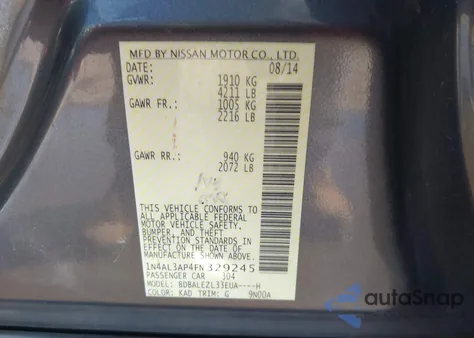 MFD BY NISSAN MOTOR CO., LTD.
DATE: 08/14
GVWR: 1910 KG
4211 LB
GAWR FR.: 1005 KG
2216 LB
GAWR RR.: 940 KG
2072 LB
THIS VEHICLE CONFORMS TO
ALL APPLICABLE FEDERAL
MOTOR VEHICLE SAFETY,
BUMPER, AND THEFT
PREVENTION STANDARDS
IN EFFECT ON THE DATE OF
MANUFACTURE SHOWN ABOVE.
1N4AL3AP4FN 329245
PASSENGER CAR J04
MODEL: BDBALEZL33EUA----H
COLOR: KAD TRIM: G 9N00A
autoSnap